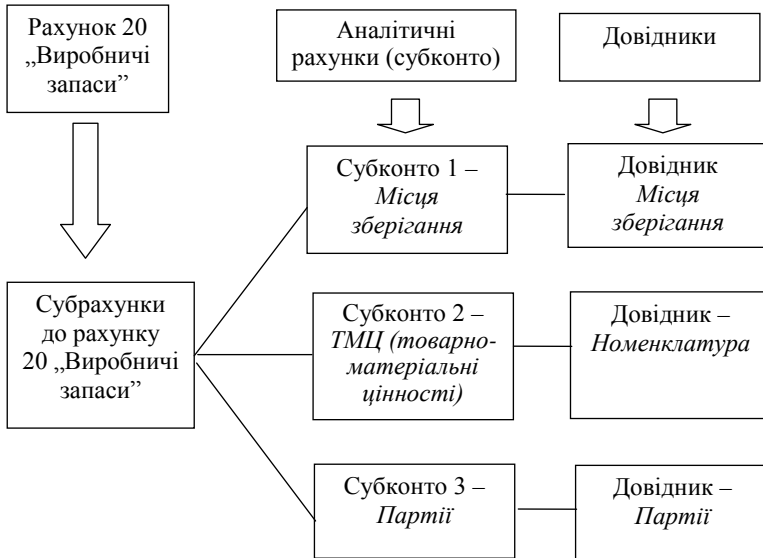 Рахунок 20
„Виробничі
запаси”
Аналітичні
рахунки (субконто)
Довідники
Субконто 1 –
Місця
зберігання
Довідник
Місця
зберігання
Субрахунки
до рахунку
20 „Виробничі
запаси”
Субконто 2 –
ТМЦ (товарно-
матеріальні
цінності)
Довідник –
Номенклатура
Субконто 3 –
Партії
Довідник –
Партії